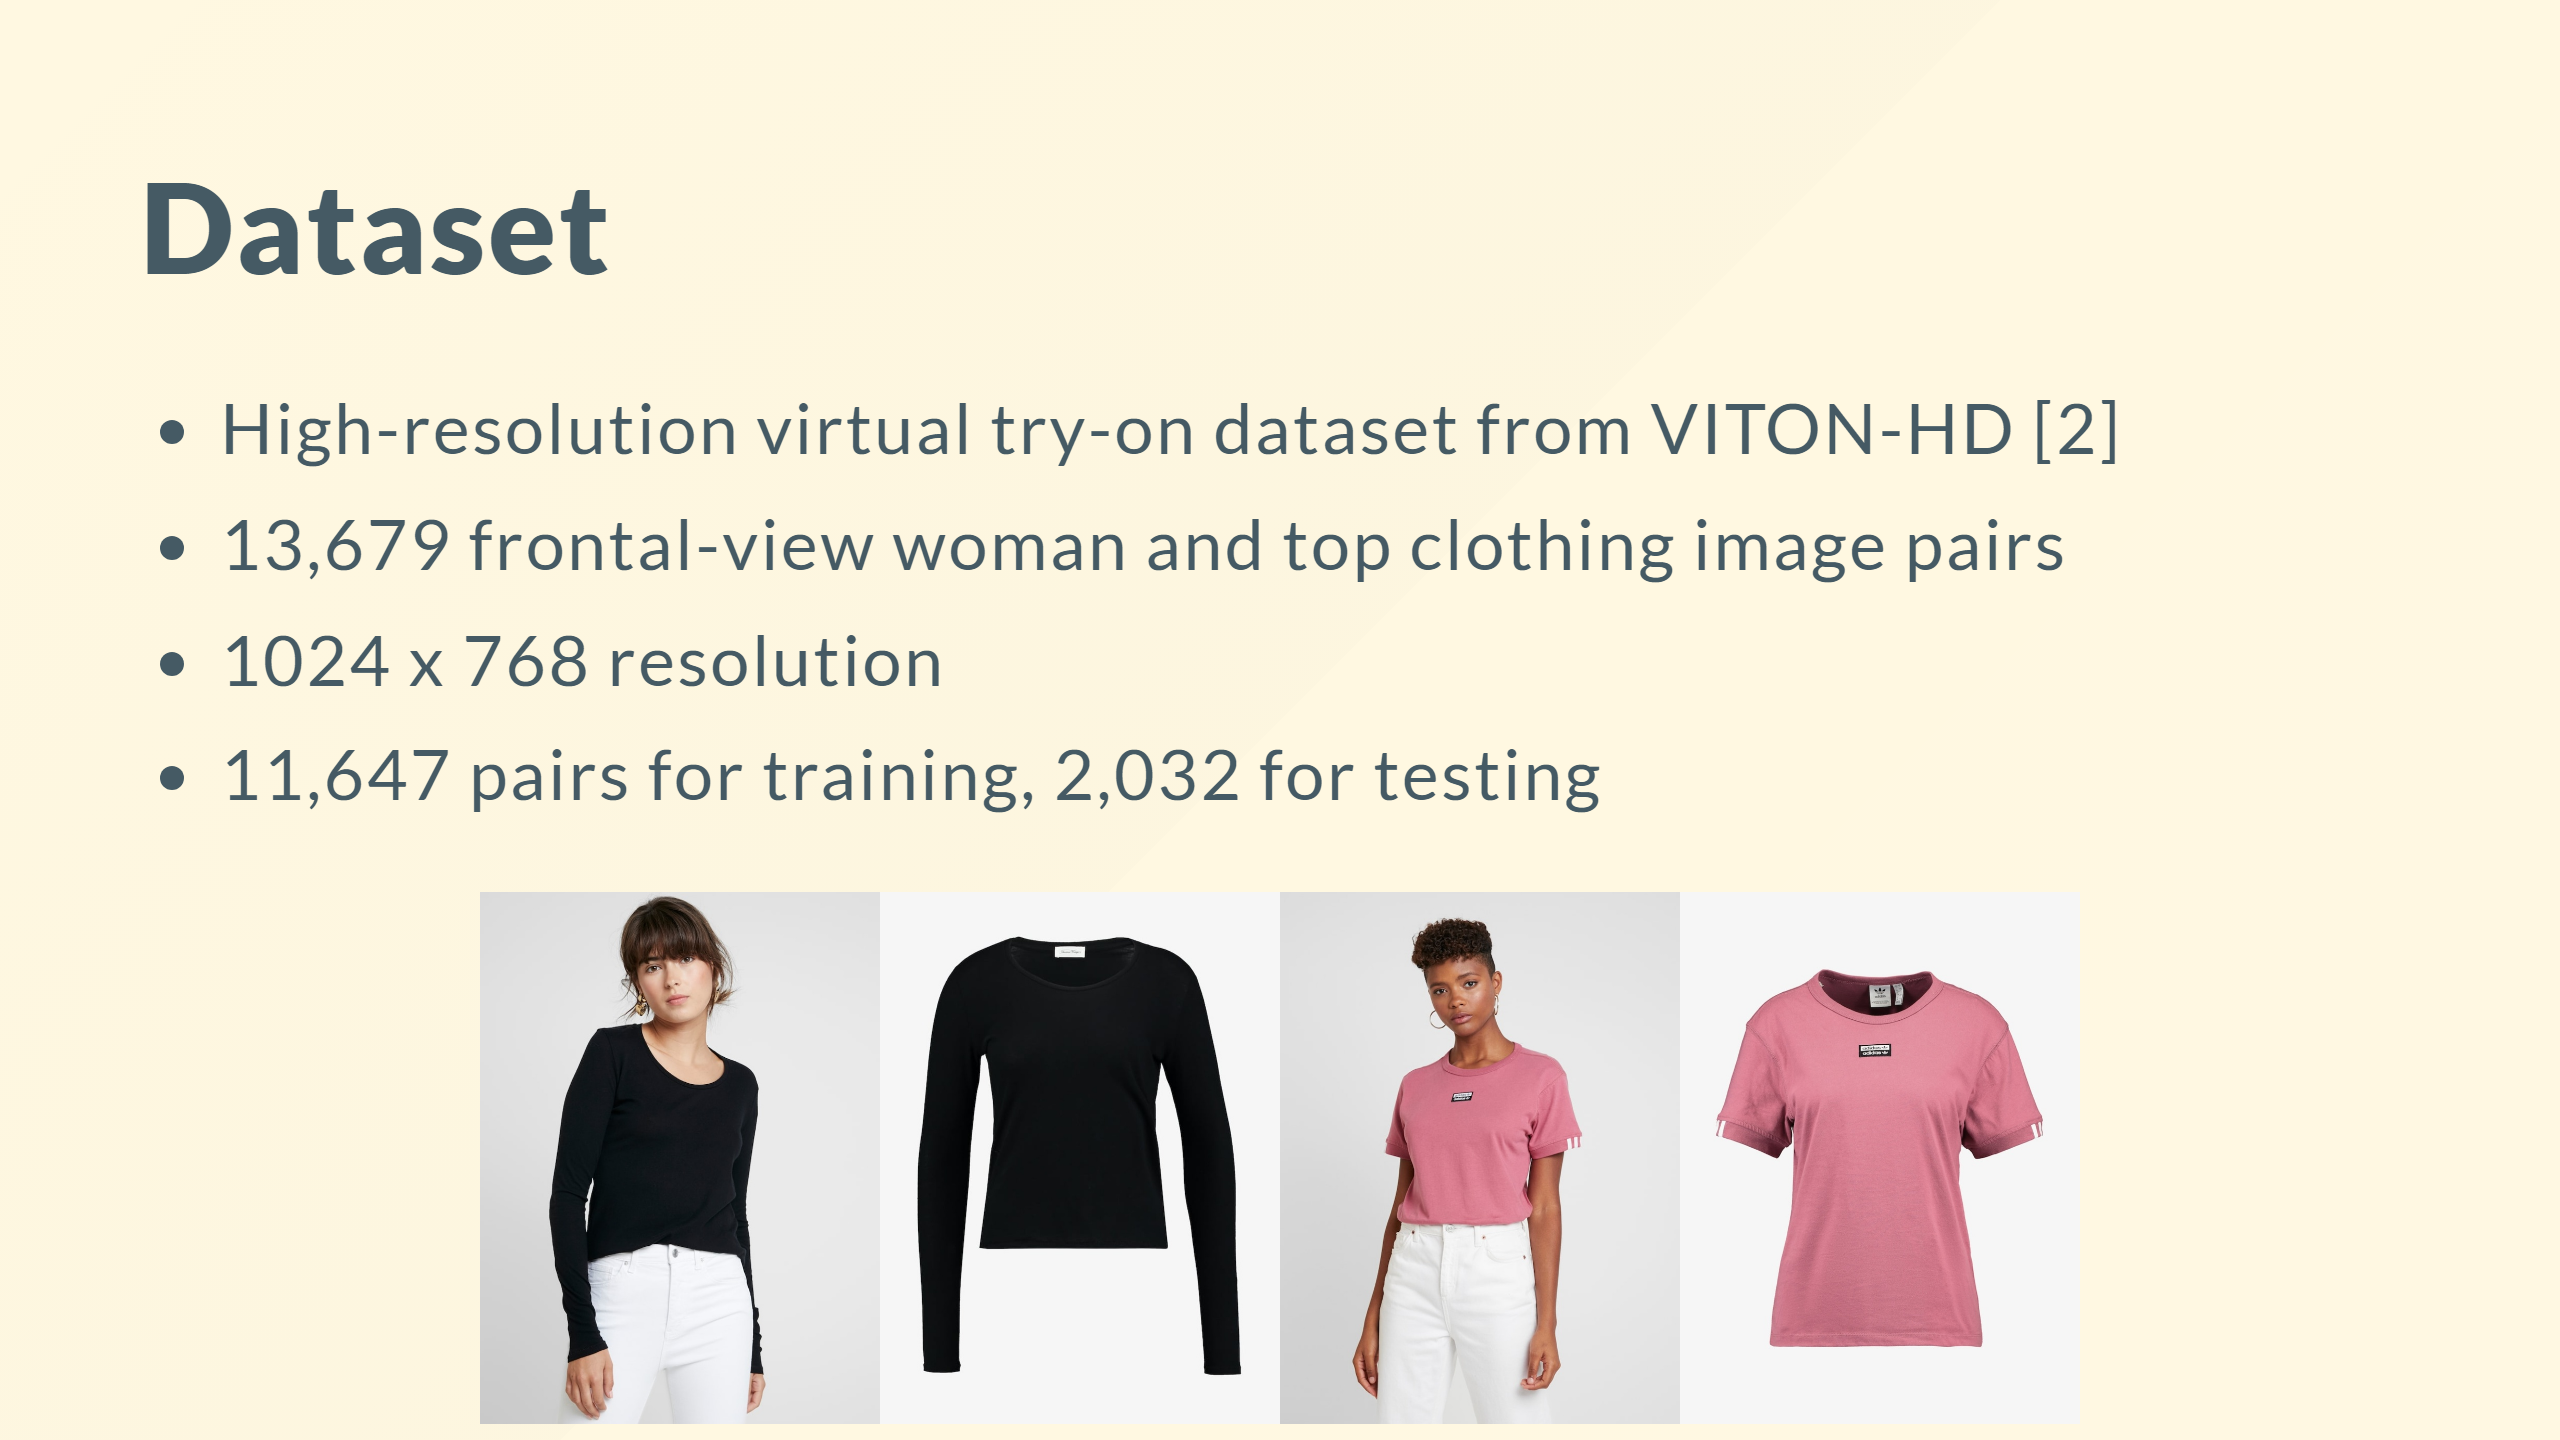 Dataset
• High-resolution virtual try-on dataset from VITON-HD [2]
• 13,679 frontal-view woman and top clothing image pairs
• 1024 x 768 resolution
• 11,647 pairs for training, 2,032 for testing
adidas